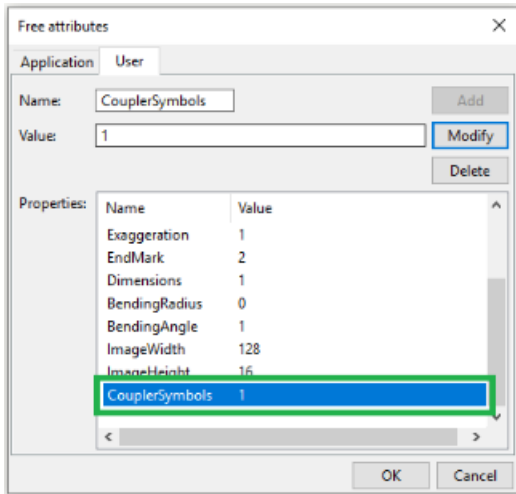 Free attributes
Application User
Name: CouplerSymbols Add
Value: 1 Modify
Delete
Properties: Name Value
Exaggeration 1
EndMark 2
Dimensions 1
BendingRadius 0
BendingAngle 1
ImageWidth 128
ImageHeight 16
CouplerSymbols 1
OK Cancel